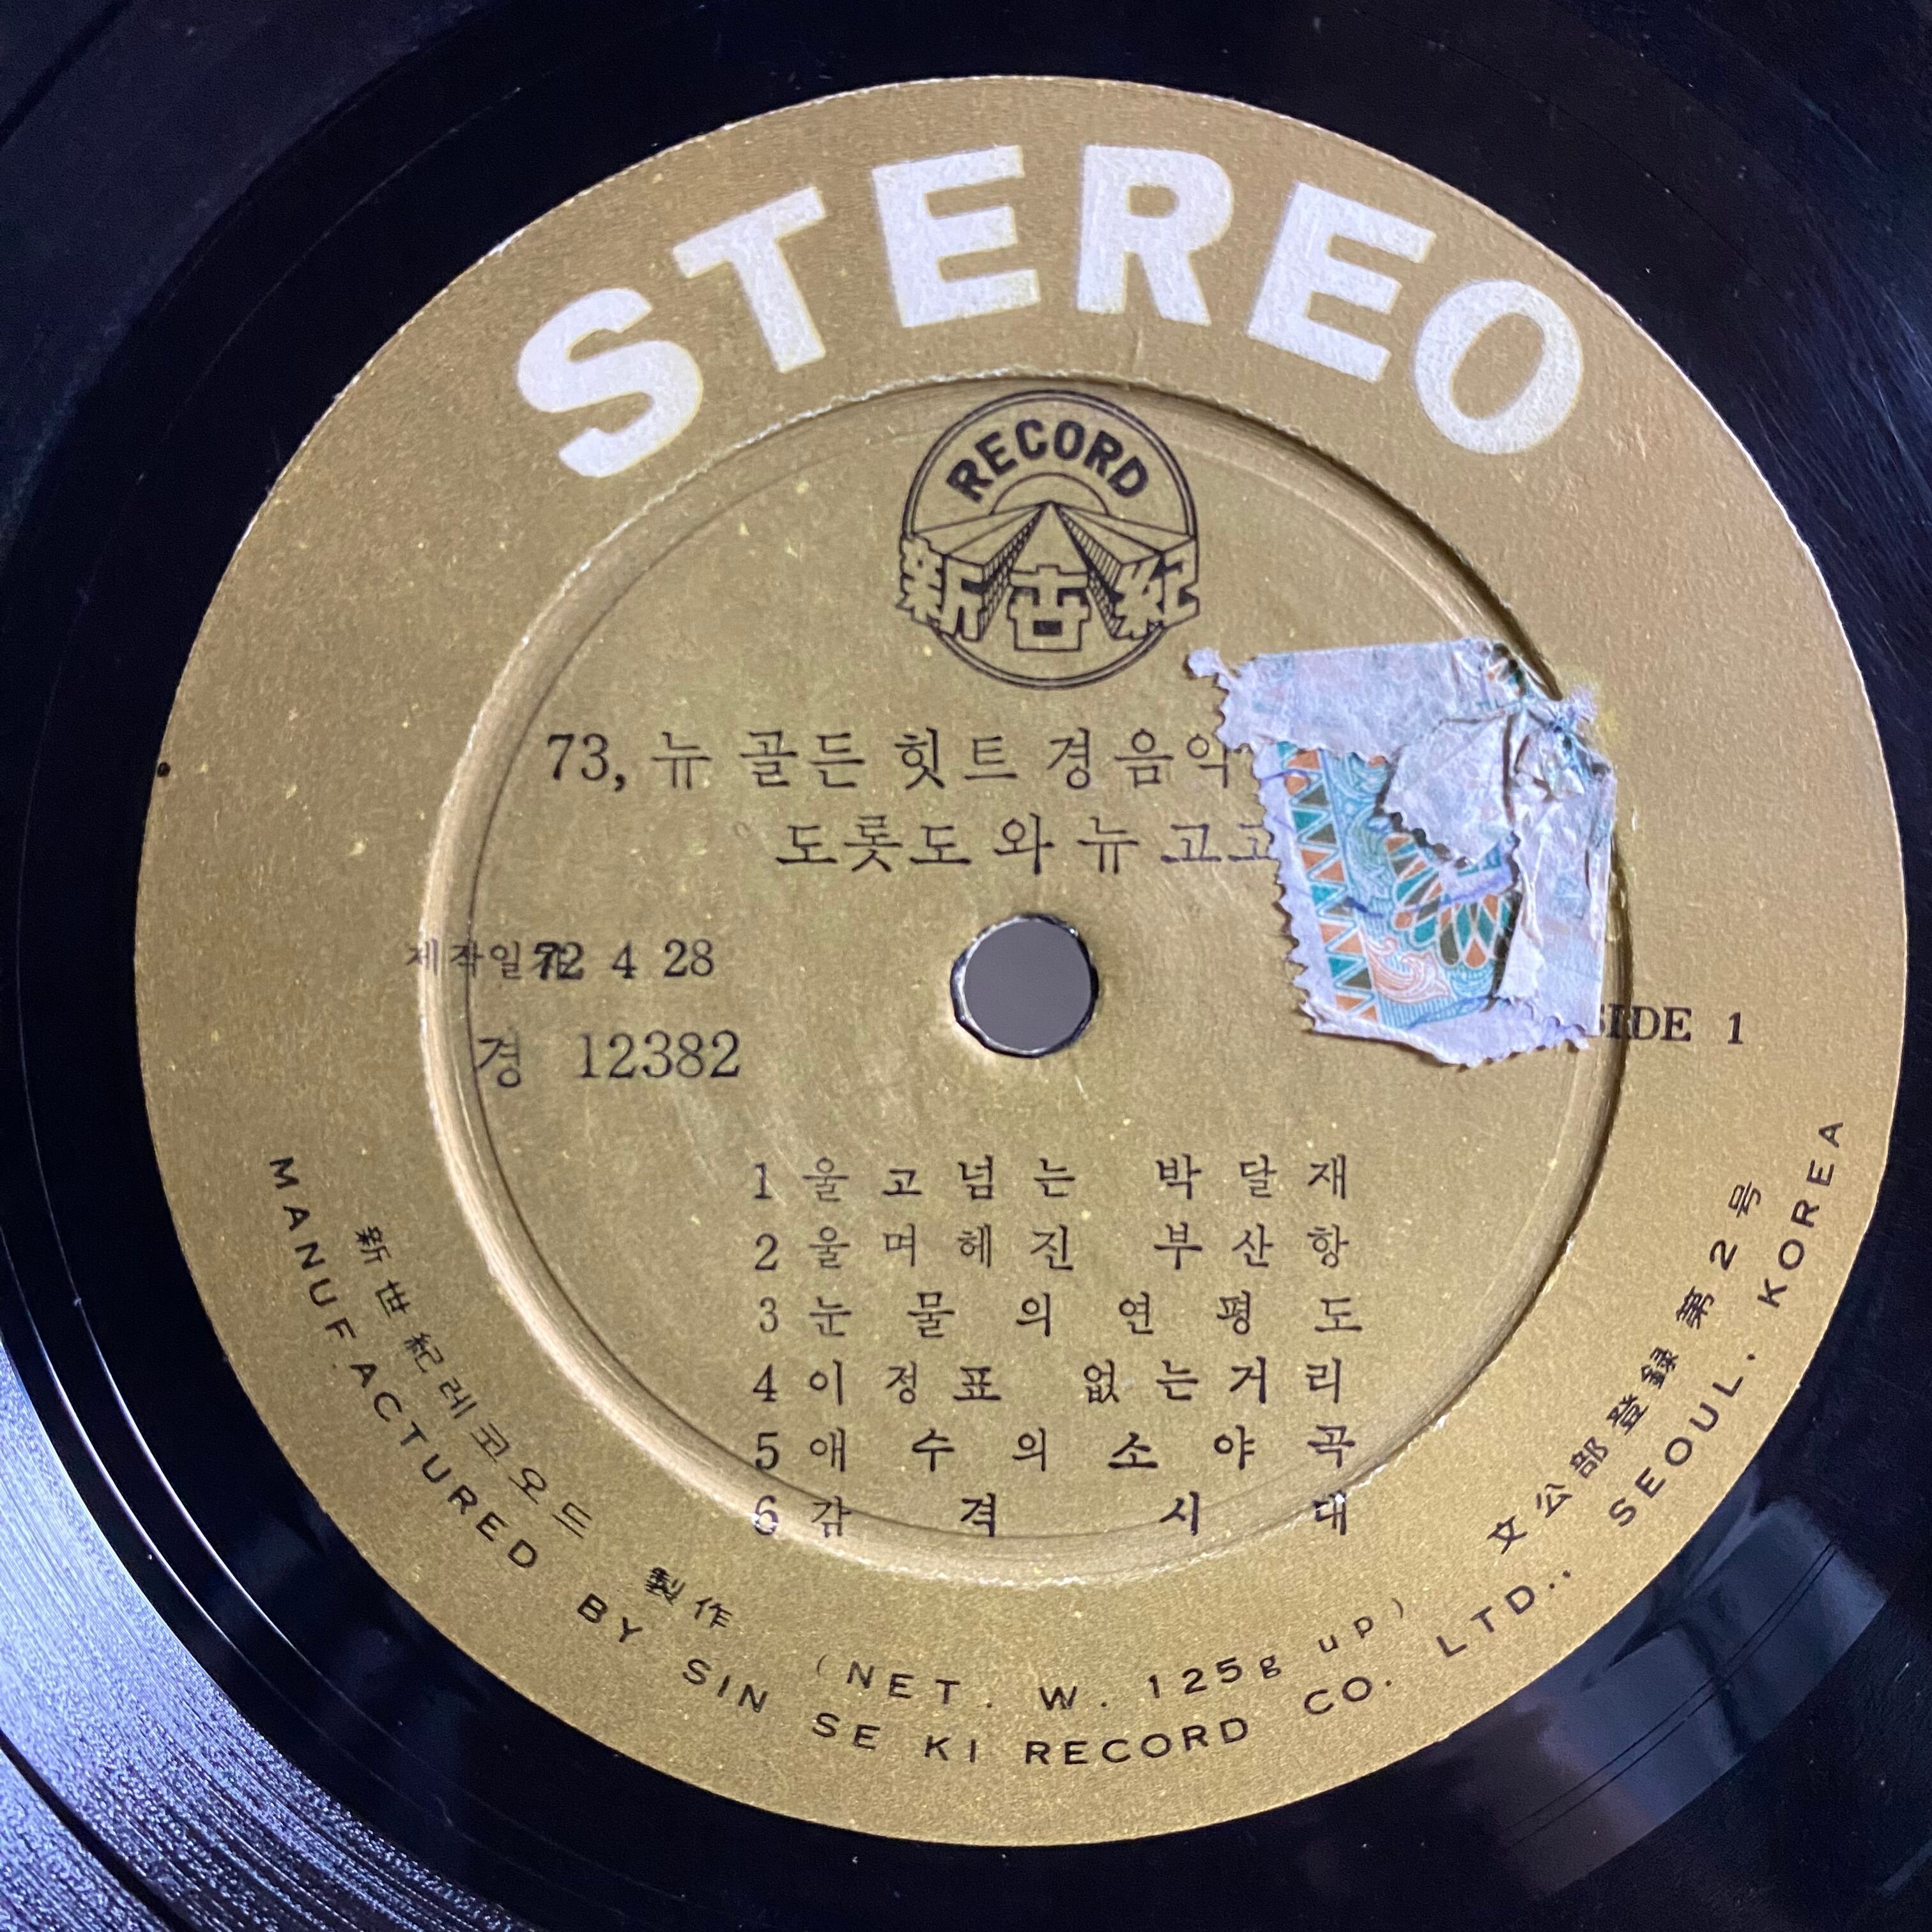 STEREO
RECORD
新世紀
73, 뉴 골든 힛트 경음악
도롯도 와 뉴 고고
제작일 72 4 28
경 12382
SIDE 1
1 울고넘는 박달재
2 울며헤진 부산항
3 눈물의연평도
4 이정표 없는거리
5 애수의소야곡
6 감격시대
新世紀레코오드 製作 (NET. W. 125g up) 文公部登録第2号
MANUFACTURED BY SIN SE KI RECORD CO. LTD., SEOUL, KOREA